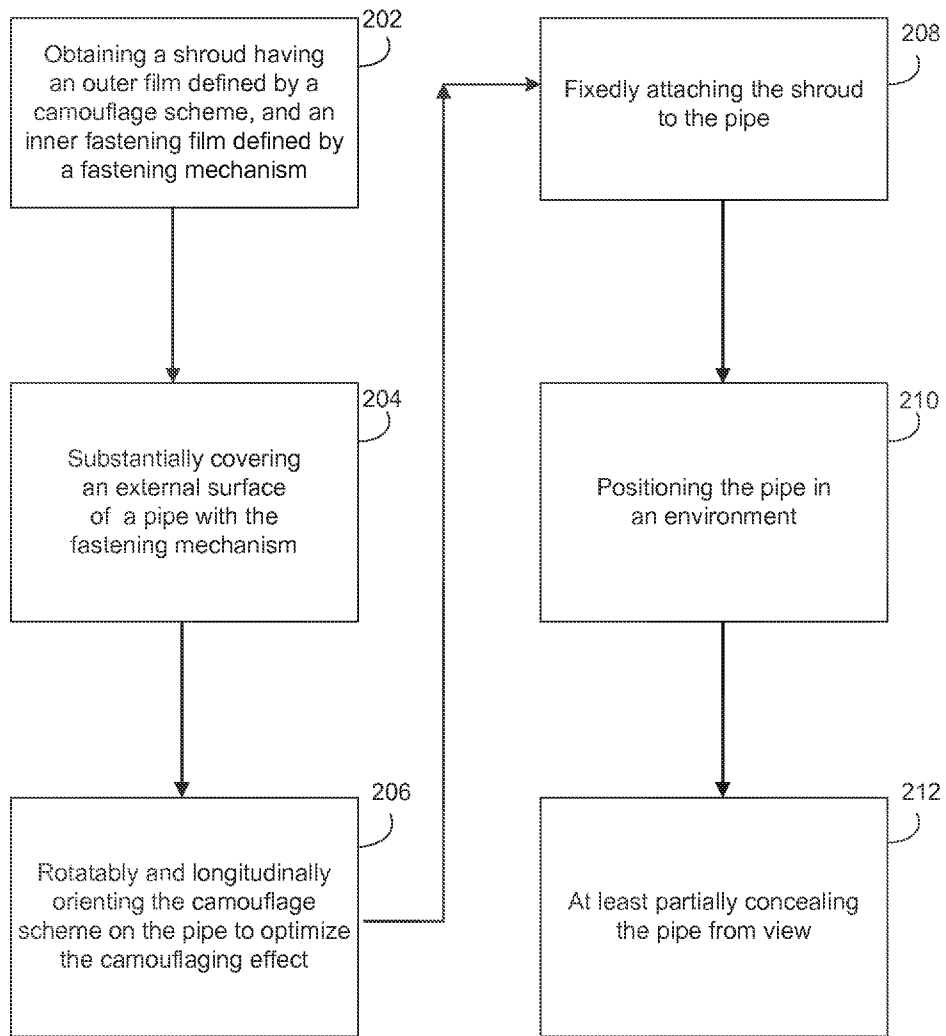 202
Obtaining a shroud having
an outer film defined by a
camouflage scheme, and an
inner fastening film defined by
a fastening mechanism
204
Substantially covering
an external surface
of a pipe with the
fastening mechanism
206
Rotatably and longitudinally
orienting the camouflage
scheme on the pipe to optimize
the camouflaging effect
208
Fixedly attaching the shroud
to the pipe
210
Positioning the pipe in
an environment
212
At least partially concealing
the pipe from view